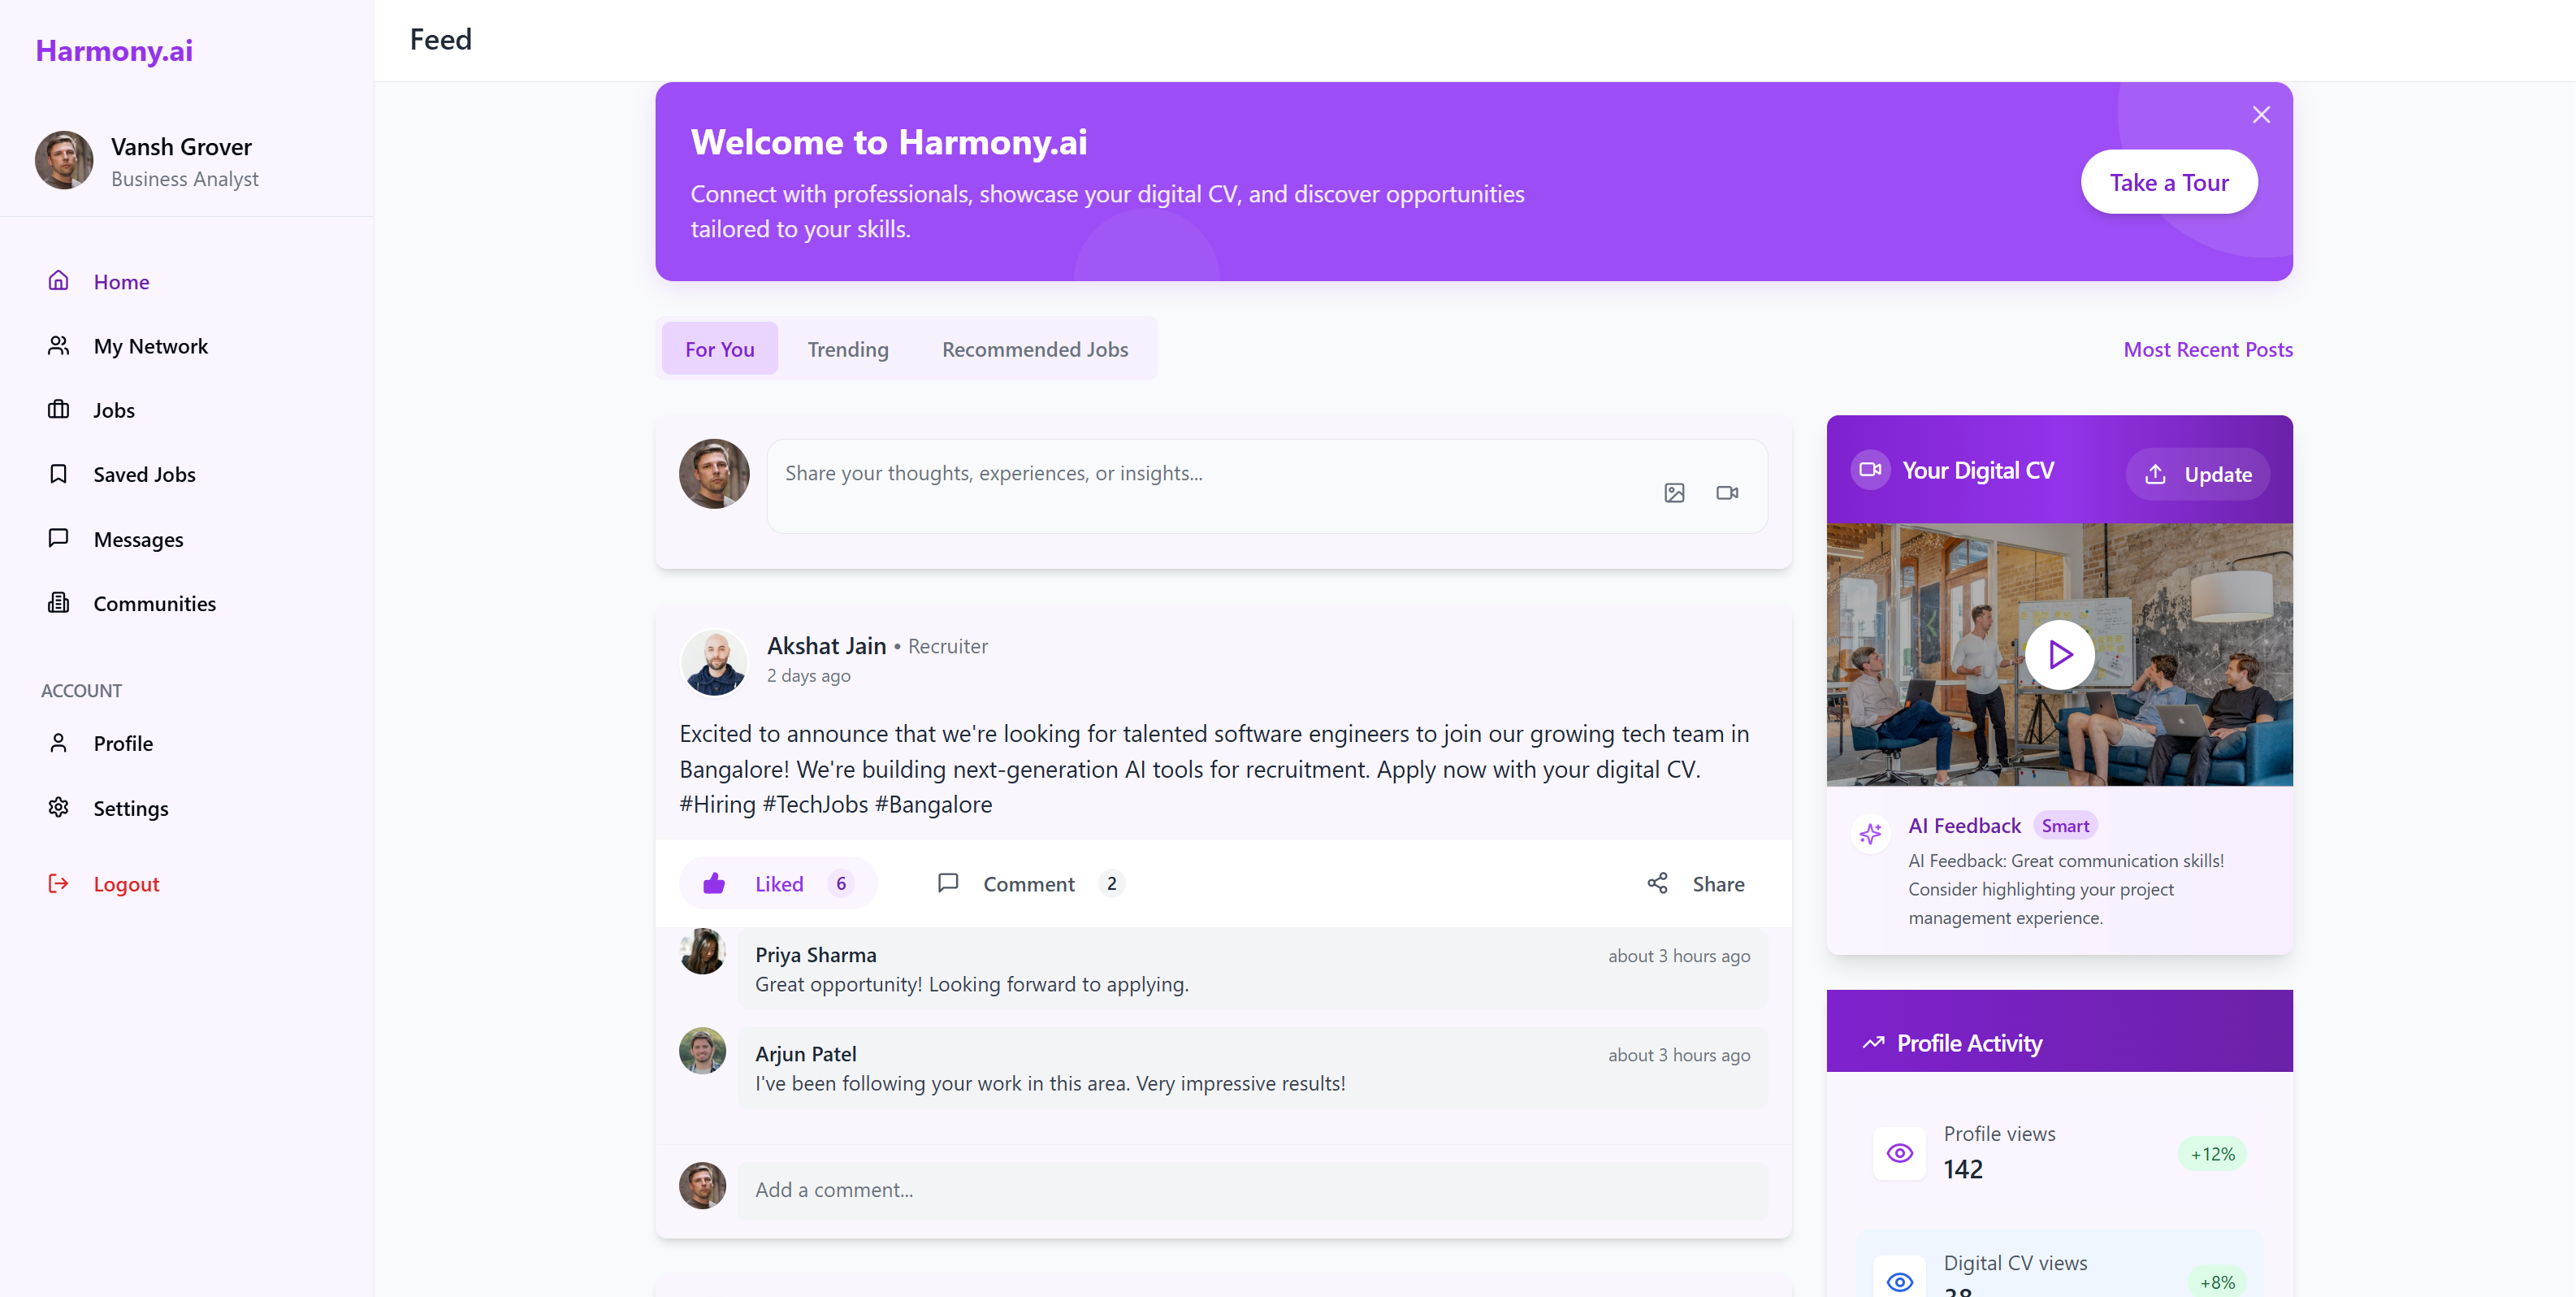 Harmony.ai
Vansh Grover
Business Analyst
Home
My Network
Jobs
Saved Jobs
Messages
Communities
ACCOUNT
Profile
Settings
Logout
Feed
Welcome to Harmony.ai
Connect with professionals, showcase your digital CV, and discover opportunities
tailored to your skills.
Take a Tour
For You
Trending
Recommended Jobs
Most Recent Posts
Share your thoughts, experiences, or insights...
Akshat Jain • Recruiter
2 days ago
Excited to announce that we're looking for talented software engineers to join our growing tech team in
Bangalore! We're building next-generation AI tools for recruitment. Apply now with your digital CV.
#Hiring #TechJobs #Bangalore
Liked 6
Comment 2
Share
Priya Sharma
about 3 hours ago
Great opportunity! Looking forward to applying.
Arjun Patel
about 3 hours ago
I've been following your work in this area. Very impressive results!
Add a comment...
Your Digital CV
Update
AI Feedback Smart
AI Feedback: Great communication skills!
Consider highlighting your project
management experience.
Profile Activity
Profile views
142
+12%
Digital CV views
+8%